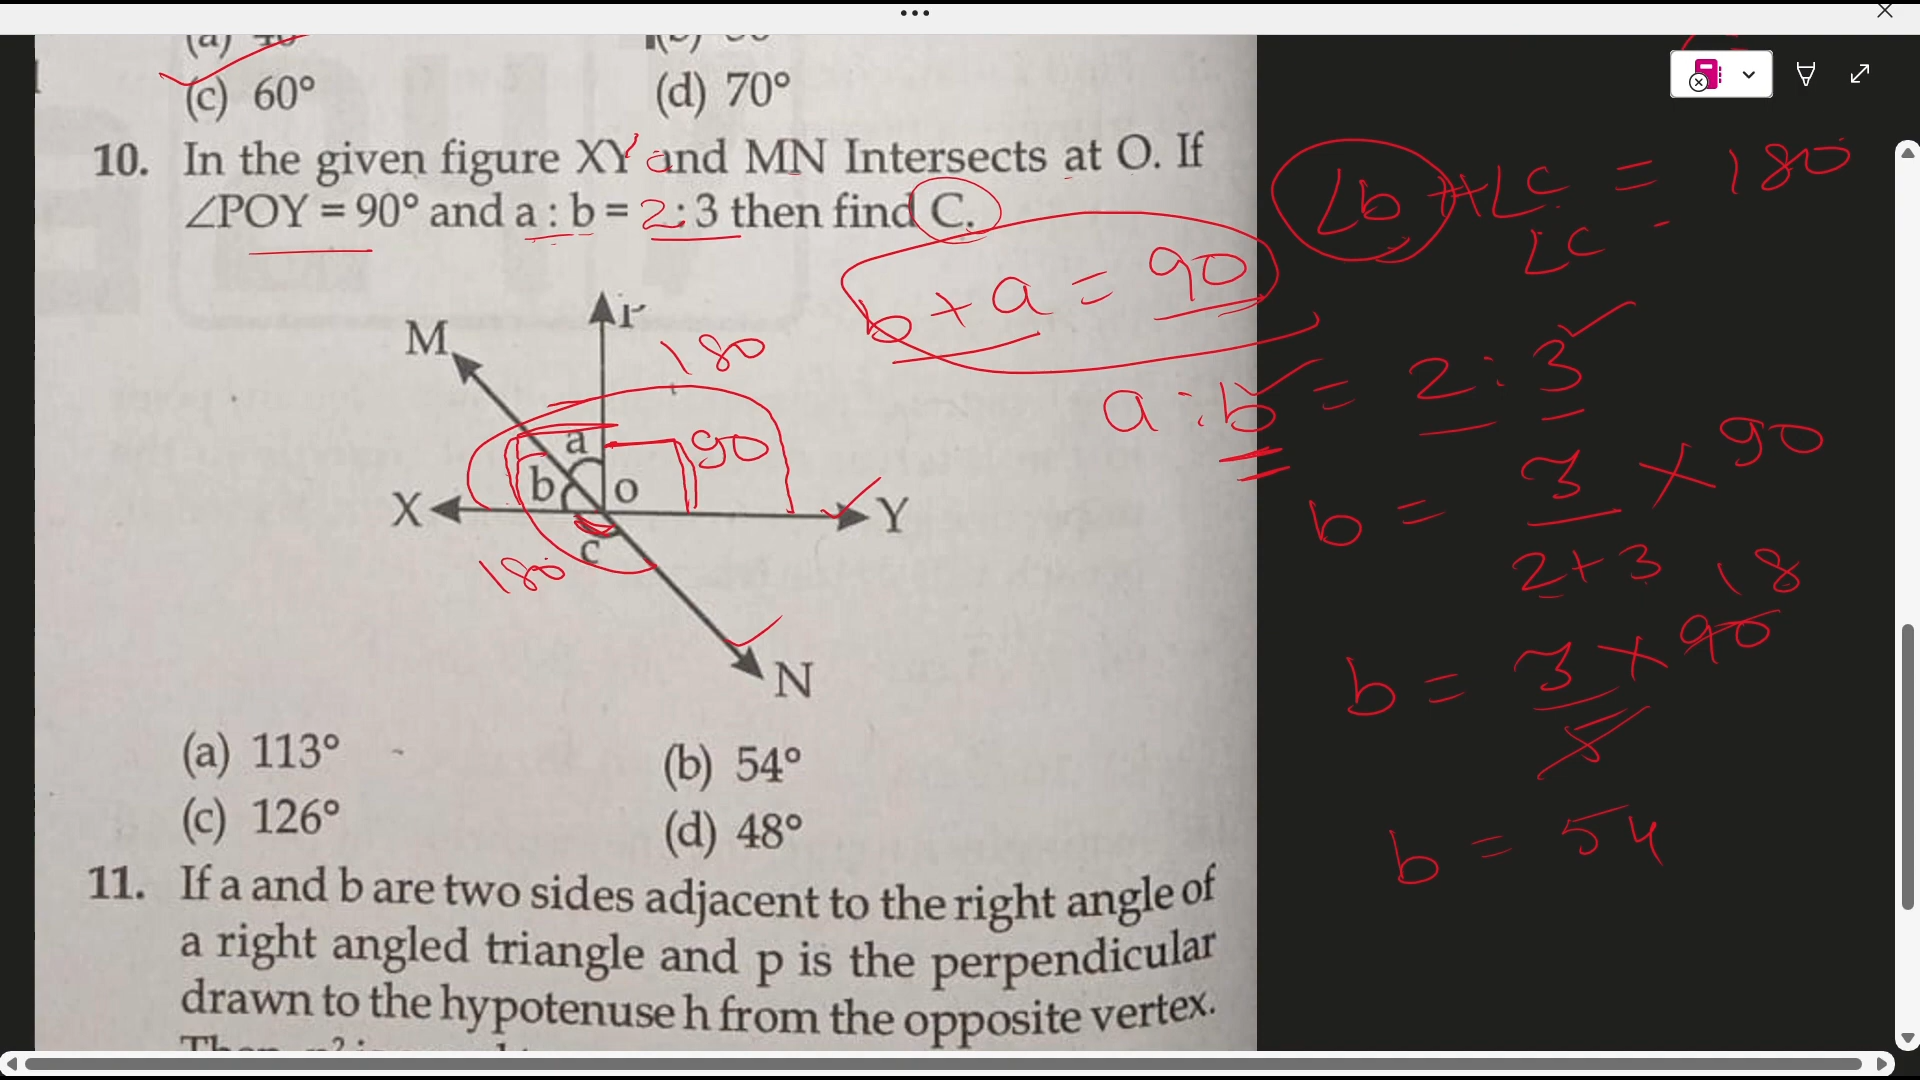 (c) 60°
(d) 70°
10. In the given figure XY and MN Intersects at O. If
∠POY = 90° and a : b = 2:3 then find C.
∠b + ∠c = 180
∠c =
b + a = 90
a : b = 2 : 3
b = 3 × 90
2+3
18
b = 3 × 90
5
b = 54
M
180
a
90
b
O
X
Y
c
180
N
(a) 113°
(b) 54°
(c) 126°
(d) 48°
11. If a and b are two sides adjacent to the right angle of
a right angled triangle and p is the perpendicular
drawn to the hypotenuse h from the opposite vertex.